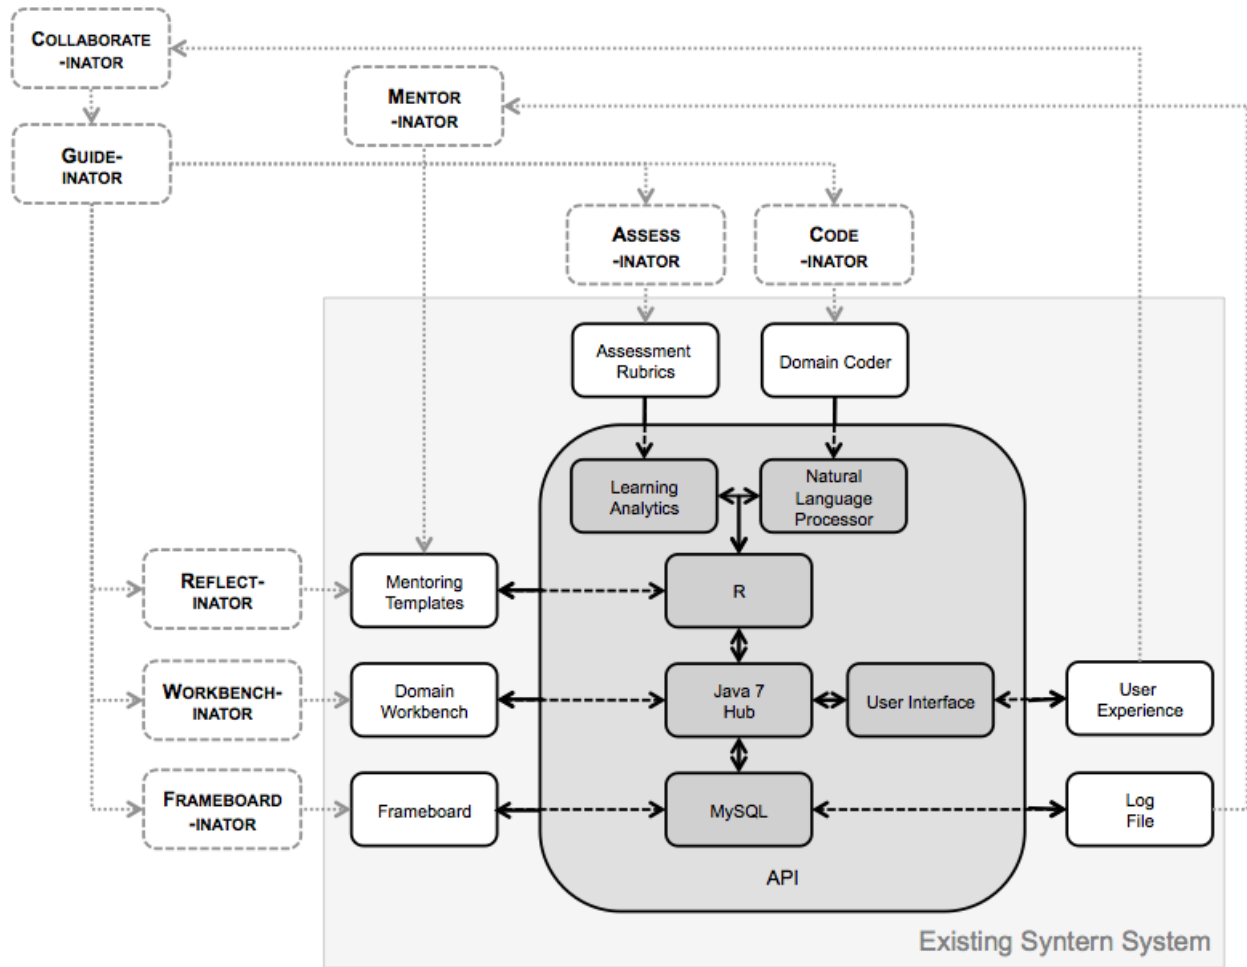 COLLABORATE
-INATOR
MENTOR
-INATOR
GUIDE-
INATOR
ASSESS
-INATOR
CODE
-INATOR
Assessment
Rubrics
Domain Coder
Learning
Analytics
Natural
Language
Processor
REFLECT-
INATOR
Mentoring
Templates
R
WORKBENCH-
INATOR
Domain
Workbench
Java 7
Hub
User Interface
User
Experience
FRAMEBOARD
-INATOR
Frameboard
MySQL
Log
File
API
Existing Syntern System